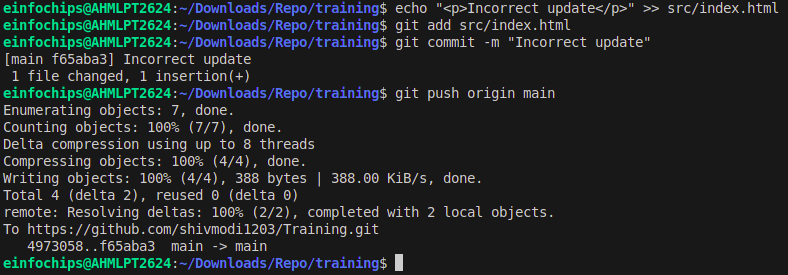 einfochips@AHMLPT2624:~/Downloads/Repo/training$ echo "<p>Incorrect update</p>" >> src/index.html
einfochips@AHMLPT2624:~/Downloads/Repo/training$ git add src/index.html
einfochips@AHMLPT2624:~/Downloads/Repo/training$ git commit -m "Incorrect update"
[main f65aba3] Incorrect update
 1 file changed, 1 insertion(+)
einfochips@AHMLPT2624:~/Downloads/Repo/training$ git push origin main
Enumerating objects: 7, done.
Counting objects: 100% (7/7), done.
Delta compression using up to 8 threads
Compressing objects: 100% (4/4), done.
Writing objects: 100% (4/4), 388 bytes | 388.00 KiB/s, done.
Total 4 (delta 2), reused 0 (delta 0)
remote: Resolving deltas: 100% (2/2), completed with 2 local objects.
To https://github.com/shivmodi1203/Training.git
   4973058..f65aba3  main -> main
einfochips@AHMLPT2624:~/Downloads/Repo/training$